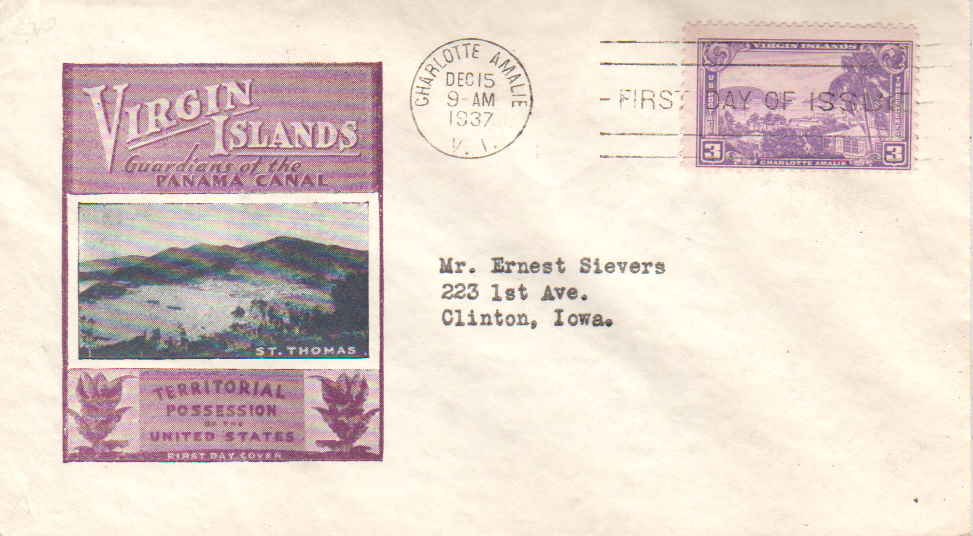 VIRGIN
ISLANDS
Guardians of the
PANAMA CANAL
ST. THOMAS
TERRITORIAL
POSSESSION
OF THE
UNITED STATES
FIRST DAY COVER
CHARLOTTE AMALIE
DEC 15
9-AM
1937
V. I.
FIRST DAY OF ISSUE
VIRGIN ISLANDS
3 CHARLOTTE AMALIE 3
Mr. Ernest Sievers
223 1st Ave.
Clinton, Iowa.